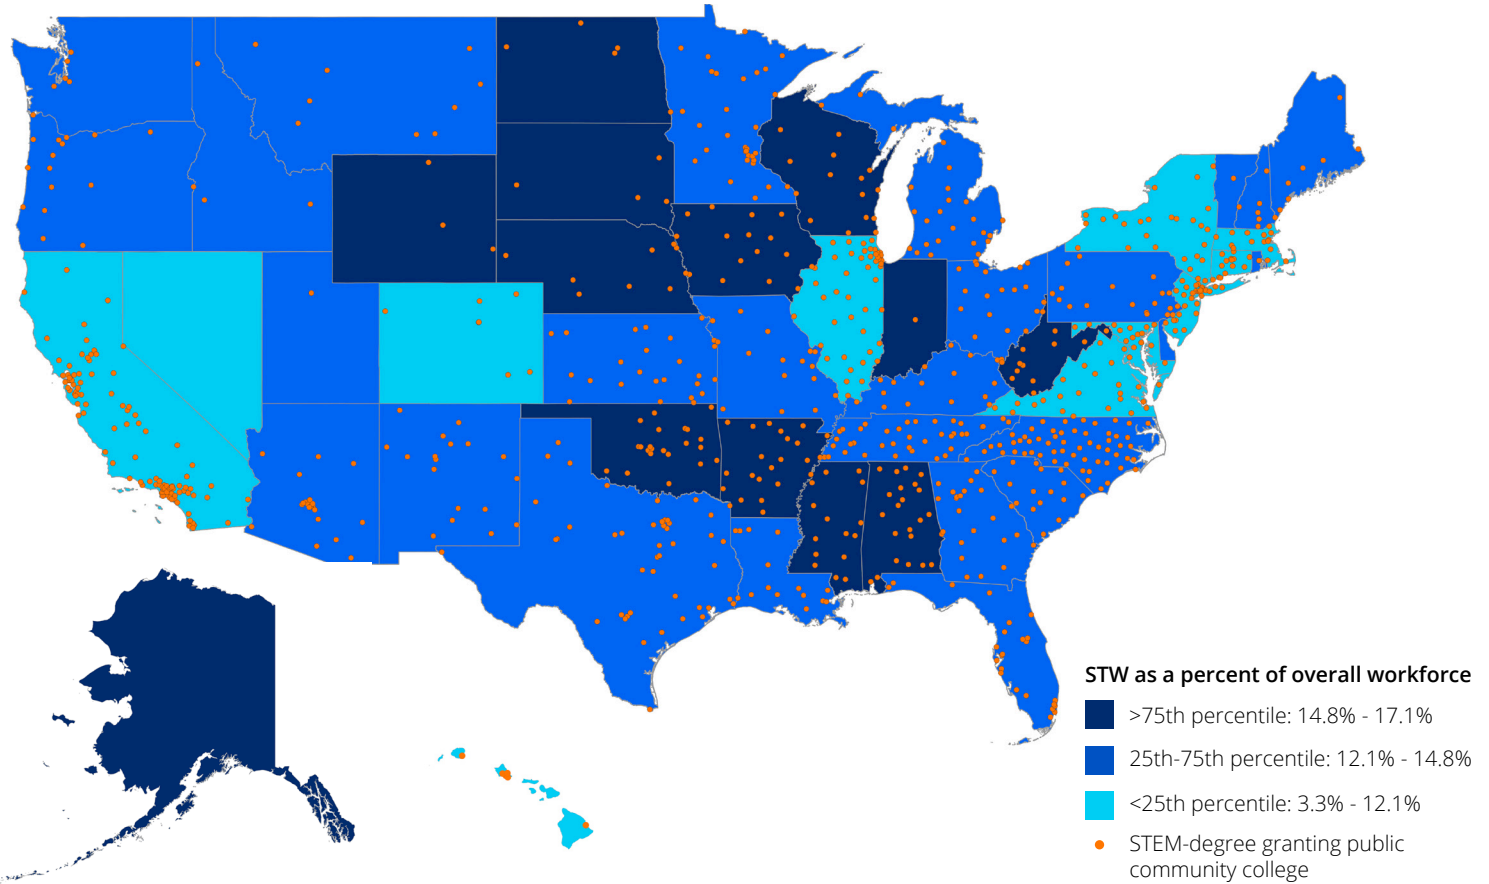 STW as a percent of overall workforce
>75th percentile: 14.8% - 17.1%
25th-75th percentile: 12.1% - 14.8%
<25th percentile: 3.3% - 12.1%
STEM-degree granting public
community college